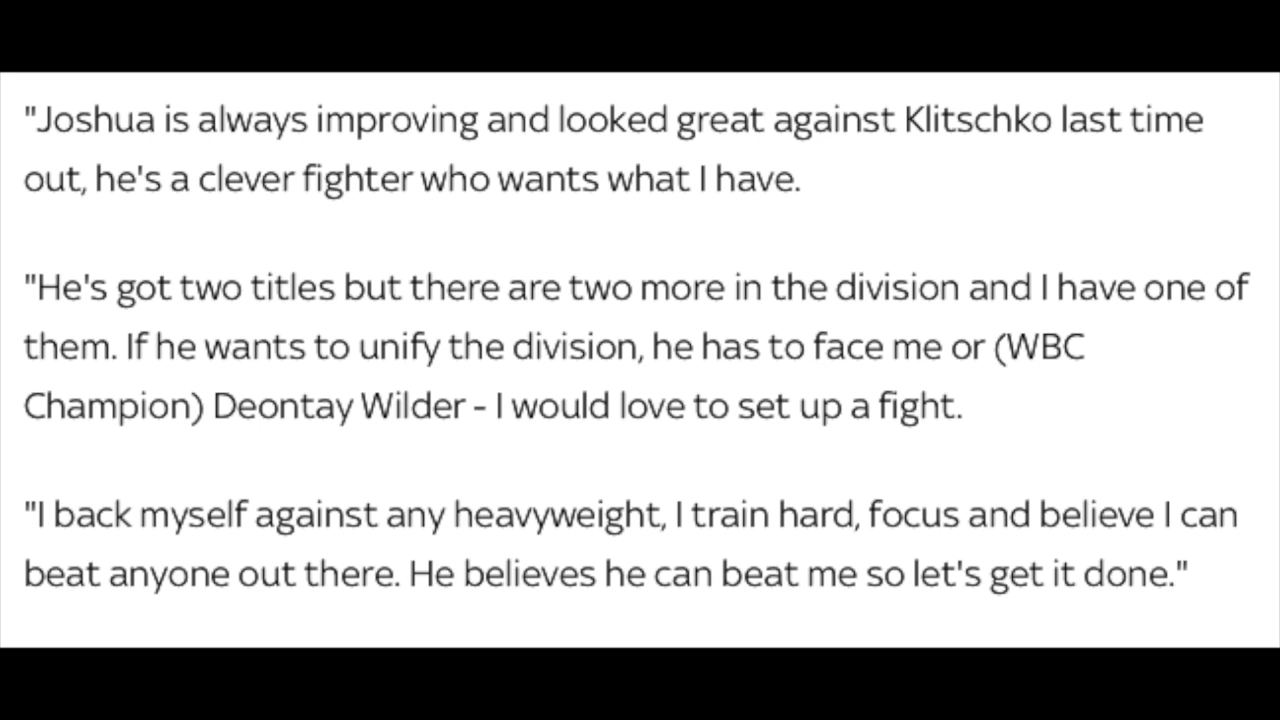 "Joshua is always improving and looked great against Klitschko last time
out, he's a clever fighter who wants what I have.
"He's got two titles but there are two more in the division and I have one of
them. If he wants to unify the division, he has to face me or (WBC
Champion) Deontay Wilder - I would love to set up a fight.
"I back myself against any heavyweight, I train hard, focus and believe I can
beat anyone out there. He believes he can beat me so let's get it done."